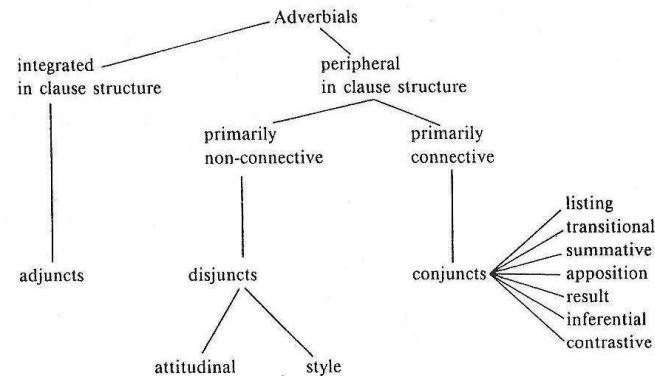 Adverbials
integrated
in clause structure
peripheral
in clause structure
primarily
non-connective
primarily
connective
adjuncts
disjuncts
conjuncts
listing
transitional
summative
apposition
result
inferential
contrastive
attitudinal
style